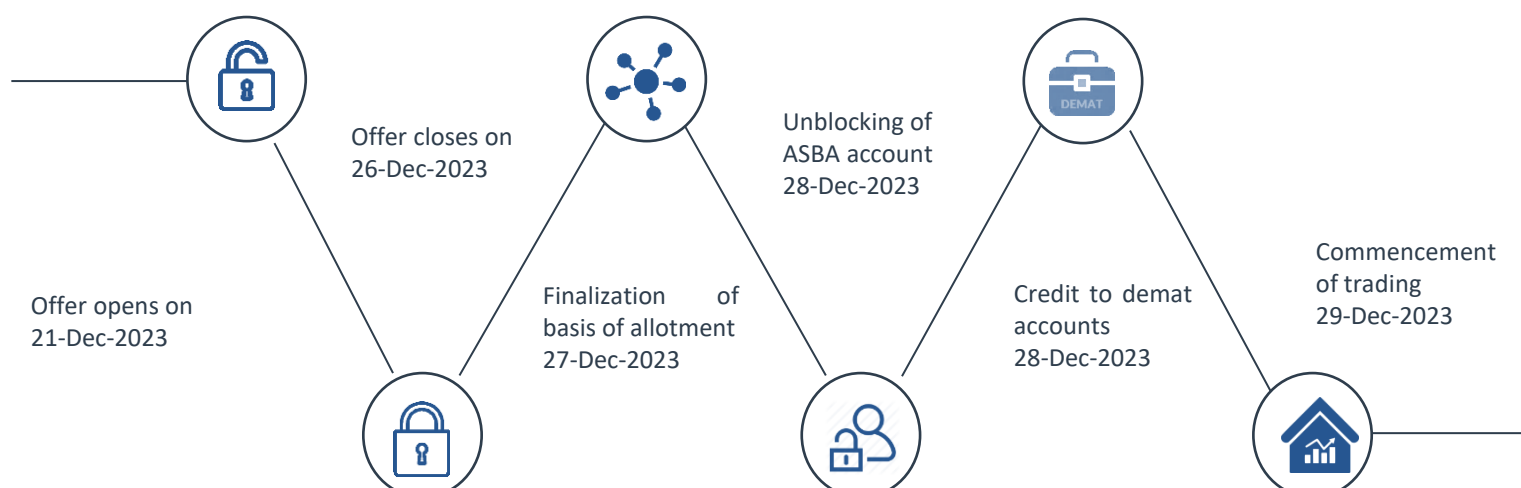 Offer opens on
21-Dec-2023
Offer closes on
26-Dec-2023
Finalization of
basis of allotment
27-Dec-2023
Unblocking of
ASBA account
28-Dec-2023
DEMAT
Credit to demat
accounts
28-Dec-2023
Commencement
of trading
29-Dec-2023